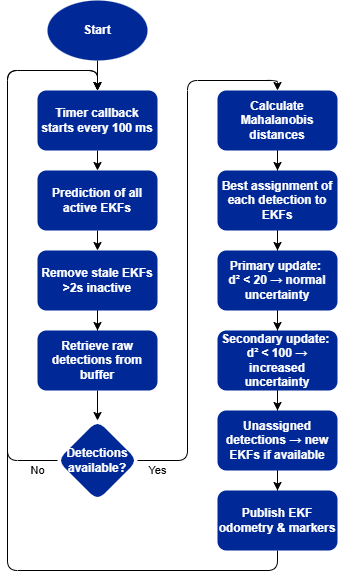 Start
Timer callback
starts every 100 ms
Prediction of all
active EKFs
Remove stale EKFs
>2s inactive
Retrieve raw
detections from
buffer
Detections
available?
No
Yes
Calculate
Mahalanobis
distances
Best assignment of
each detection to
EKFs
Primary update:
d² < 20 → normal
uncertainty
Secondary update:
d² < 100 →
increased
uncertainty
Unassigned
detections → new
EKFs if available
Publish EKF
odometry & markers